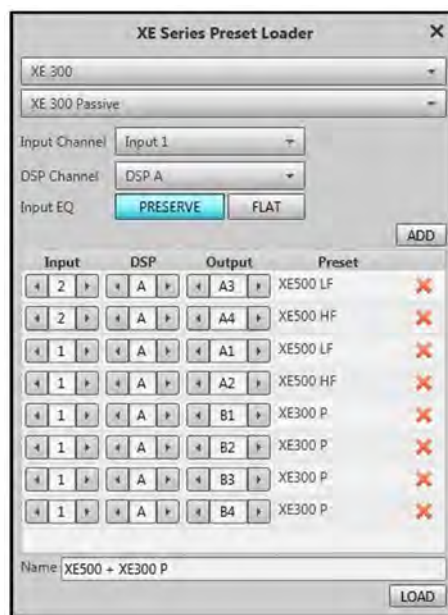 XE Series Preset Loader
XE 300
XE 300 Passive
Input Channel Input 1
DSP Channel DSP A
Input EQ PRESERVE FLAT
ADD
Input DSP Output Preset
2 A A3 XE500 LF
2 A A4 XE500 HF
1 A A1 XE500 LF
1 A A2 XE500 HF
1 A B1 XE300 P
1 A B2 XE300 P
1 A B3 XE300 P
1 A B4 XE300 P
Name: XE500 + XE300 P
LOAD